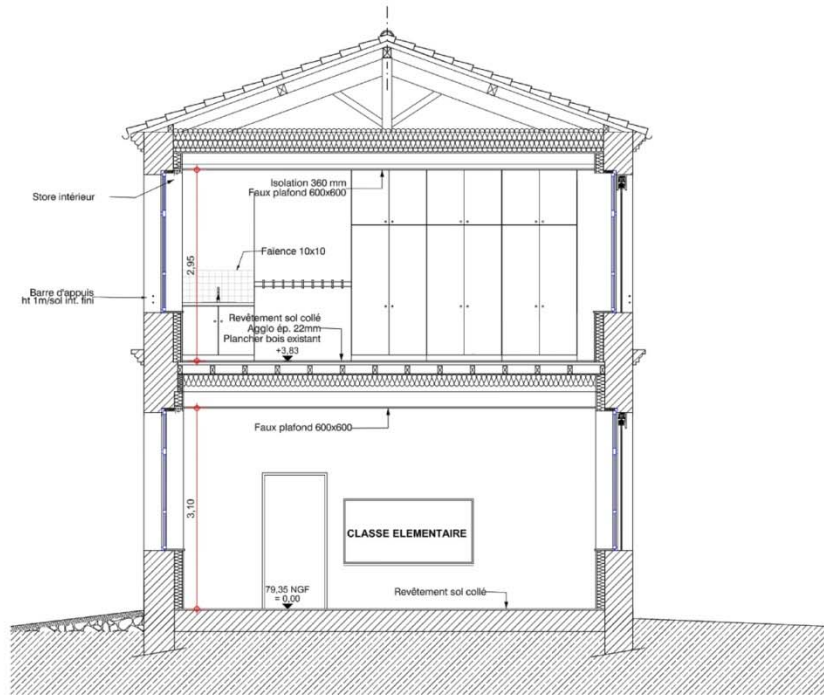 Isolation 360 mm
Faux plafond 600x600
Store intérieur
Faïence 10x10
2,95
Barre d'appuis
ht 1m/sol int. fini
Revêtement sol collé
Agglo ép. 22mm
Plancher bois existant
+3,83
Faux plafond 600x600
3,10
CLASSE ELEMENTAIRE
79,35 NGF
= 0,00
Revêtement sol collé